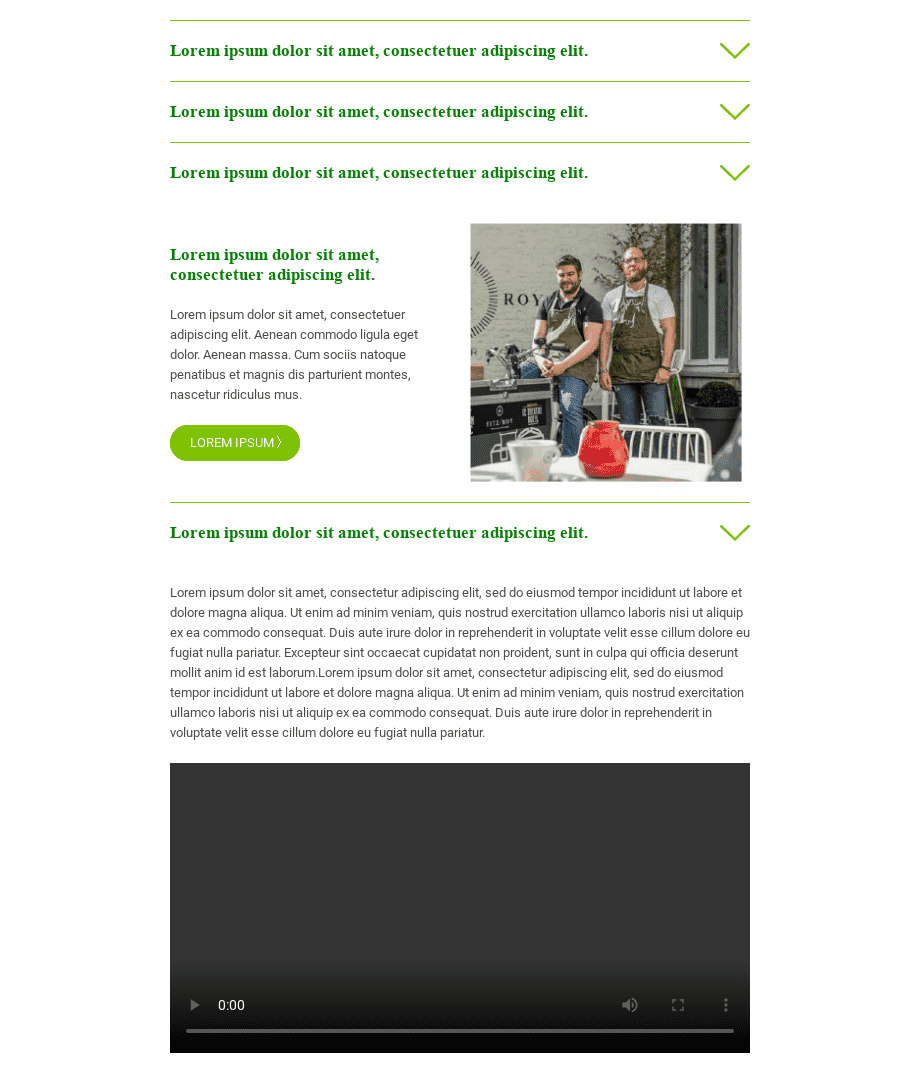 Lorem ipsum dolor sit amet, consectetuer adipiscing elit.
Lorem ipsum dolor sit amet, consectetuer adipiscing elit.
Lorem ipsum dolor sit amet, consectetuer adipiscing elit.
Lorem ipsum dolor sit amet,
consectetuer adipiscing elit.
Lorem ipsum dolor sit amet, consectetuer
adipiscing elit. Aenean commodo ligula eget
dolor. Aenean massa. Cum sociis natoque
penatibus et magnis dis parturient montes,
nascetur ridiculus mus.
LOREM IPSUM 〉
ROY
FITZROY
Lorem ipsum dolor sit amet, consectetuer adipiscing elit.
Lorem ipsum dolor sit amet, consectetur adipiscing elit, sed do eiusmod tempor incididunt ut labore et
dolore magna aliqua. Ut enim ad minim veniam, quis nostrud exercitation ullamco laboris nisi ut aliquip
ex ea commodo consequat. Duis aute irure dolor in reprehenderit in voluptate velit esse cillum dolore eu
fugiat nulla pariatur. Excepteur sint occaecat cupidatat non proident, sunt in culpa qui officia deserunt
mollit anim id est laborum.Lorem ipsum dolor sit amet, consectetur adipiscing elit, sed do eiusmod
tempor incididunt ut labore et dolore magna aliqua. Ut enim ad minim veniam, quis nostrud exercitation
ullamco laboris nisi ut aliquip ex ea commodo consequat. Duis aute irure dolor in reprehenderit in
voluptate velit esse cillum dolore eu fugiat nulla pariatur.
0:00